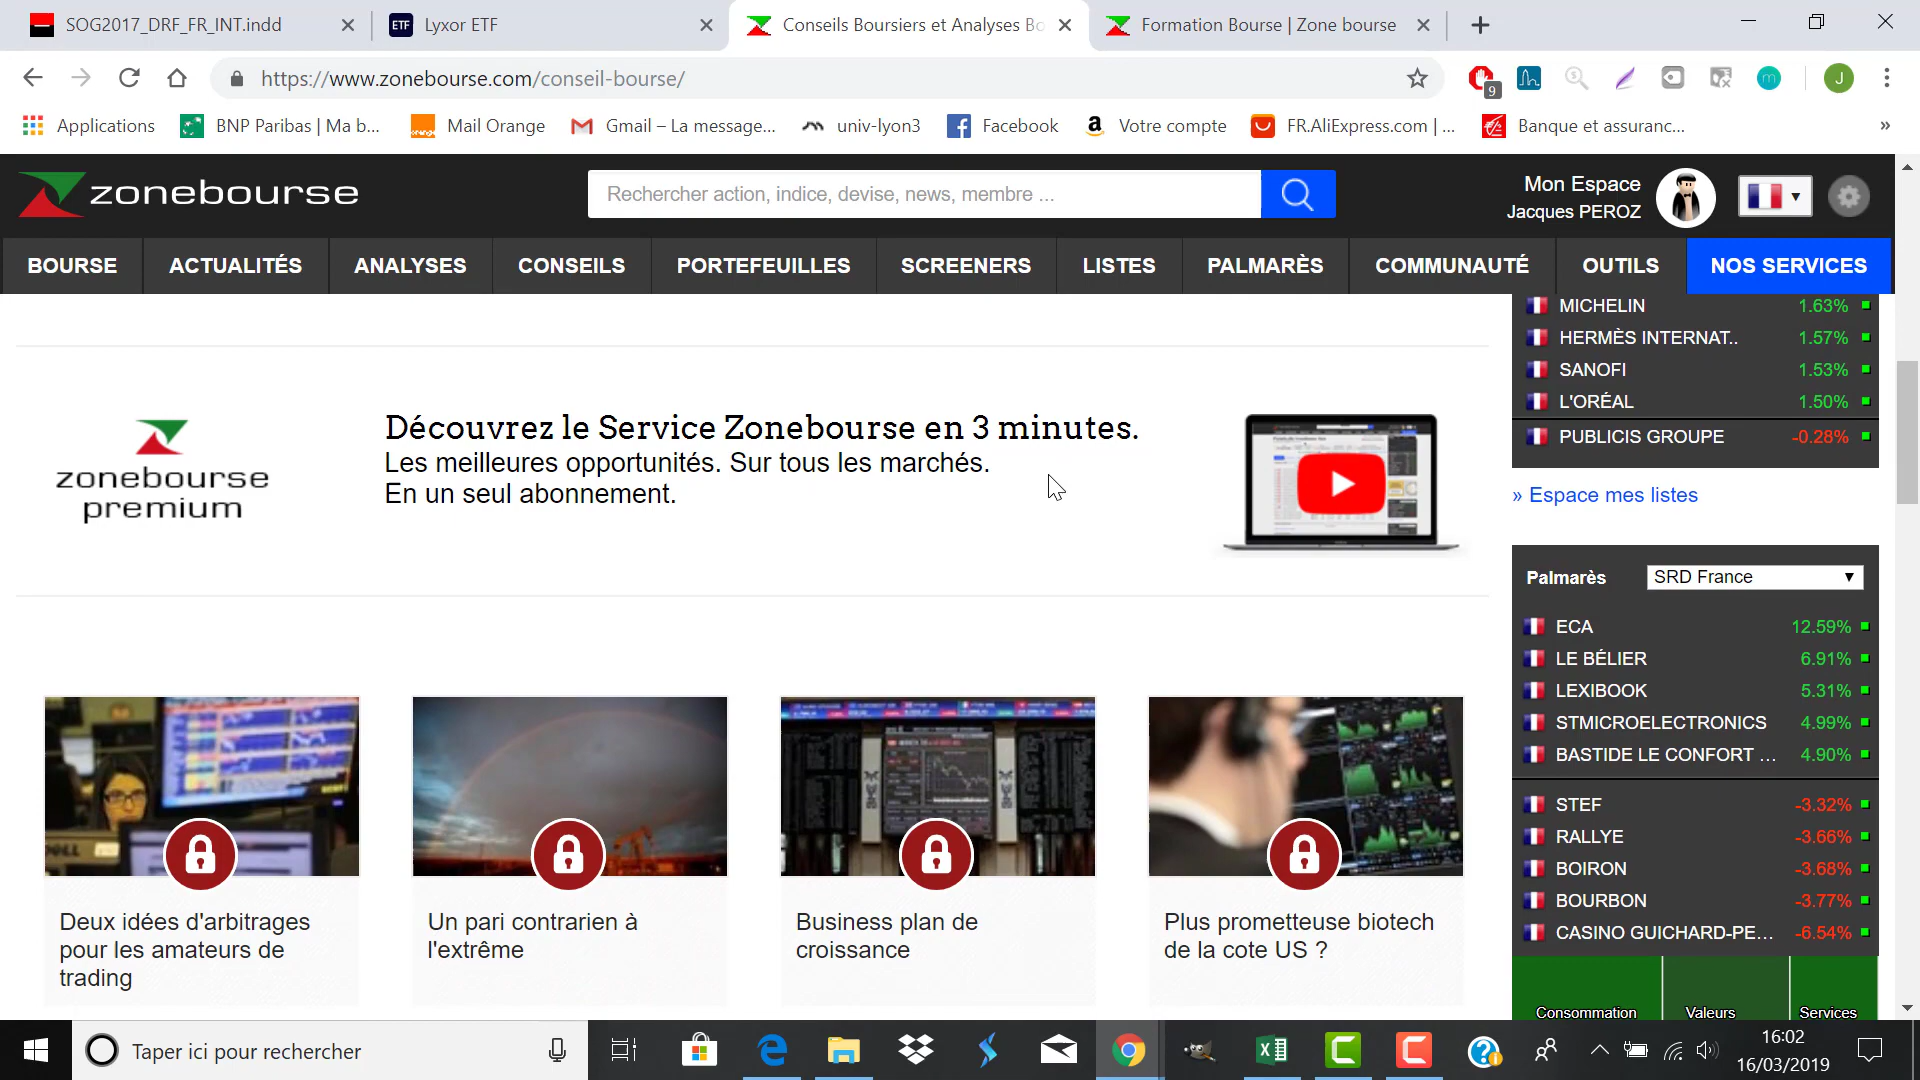 SOG2017_DRF_FR_INT.indd
ETF Lyxor ETF
Conseils Boursiers et Analyses Bo
Formation Bourse | Zone bourse
https://www.zonebourse.com/conseil-bourse/
9
m
J
Applications
BNP Paribas | Ma b...
Mail Orange
Gmail – La message...
univ-lyon3
Facebook
a Votre compte
FR.AliExpress.com | ...
Banque et assuranc...
»
zonebourse
Rechercher action, indice, devise, news, membre ...
Mon Espace
Jacques PEROZ
BOURSE
ACTUALITÉS
ANALYSES
CONSEILS
PORTEFEUILLES
SCREENERS
LISTES
PALMARÈS
COMMUNAUTÉ
OUTILS
NOS SERVICES
zonebourse
premium
Découvrez le Service Zonebourse en 3 minutes.
Les meilleures opportunités. Sur tous les marchés.
En un seul abonnement.
Deux idées d'arbitrages
pour les amateurs de
trading
Un pari contrarien à
l'extrême
Business plan de
croissance
Plus prometteuse biotech
de la cote US ?
MICHELIN 1.63%
HERMÈS INTERNAT.. 1.57%
SANOFI 1.53%
L'ORÉAL 1.50%
PUBLICIS GROUPE -0.28%
» Espace mes listes
Palmarès SRD France
ECA 12.59%
LE BÉLIER 6.91%
LEXIBOOK 5.31%
STMICROELECTRONICS 4.99%
BASTIDE LE CONFORT ... 4.90%
STEF -3.32%
RALLYE -3.66%
BOIRON -3.68%
BOURBON -3.77%
CASINO GUICHARD-PE... -6.54%
Consommation
Valeurs
Services
Taper ici pour rechercher
16:02
16/03/2019